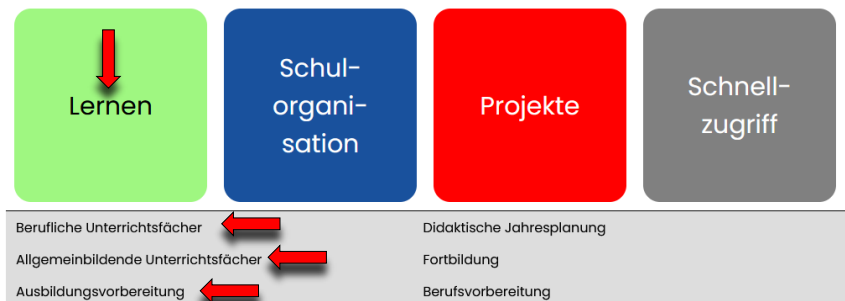 Lernen
Schul-
organi-
sation
Projekte
Schnell-
zugriff
Berufliche Unterrichtsfächer
Didaktische Jahresplanung
Allgemeinbildende Unterrichtsfächer
Fortbildung
Ausbildungsvorbereitung
Berufsvorbereitung